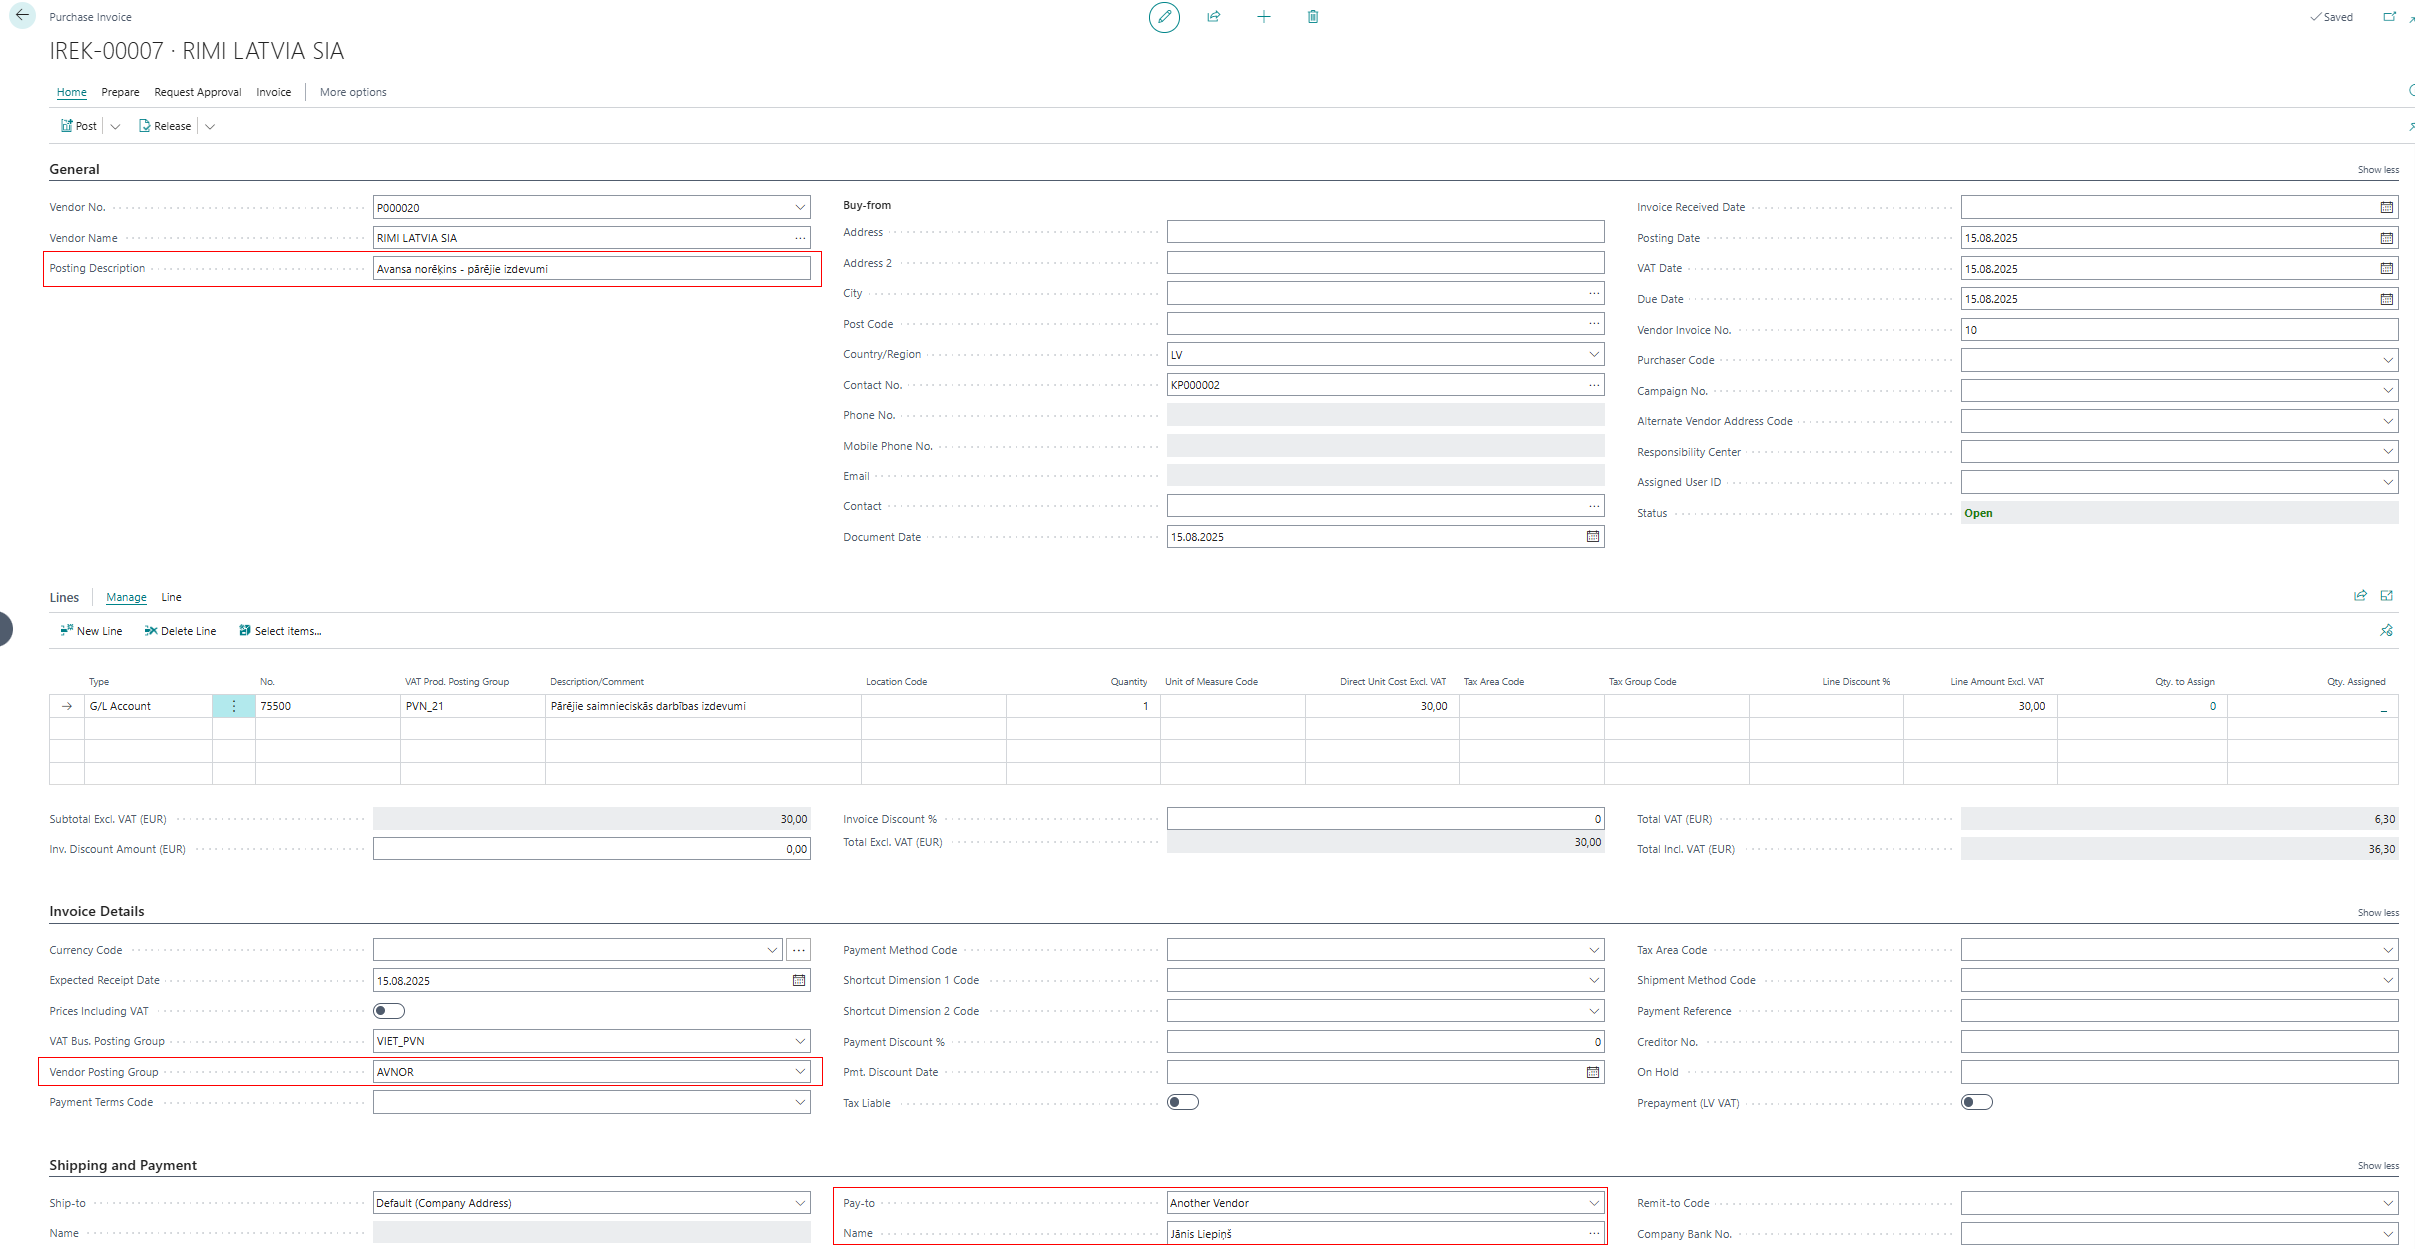 Purchase Invoice
Saved
IREK-00007 · RIMI LATVIA SIA
Home Prepare Request Approval Invoice More options
Post Release
General Show less
Vendor No. P000020
Vendor Name RIMI LATVIA SIA
Posting Description Avansa norēķins - pārējie izdevumi
Buy-from
Address
Address 2
City
Post Code
Country/Region LV
Contact No. KP000002
Phone No.
Mobile Phone No.
Email
Contact
Document Date 15.08.2025
Invoice Received Date
Posting Date 15.08.2025
VAT Date 15.08.2025
Due Date 15.08.2025
Vendor Invoice No. 10
Purchaser Code
Campaign No.
Alternate Vendor Address Code
Responsibility Center
Assigned User ID
Status Open
Lines Manage Line
New Line Delete Line Select items...
Type No. VAT Prod. Posting Group Description/Comment Location Code Quantity Unit of Measure Code Direct Unit Cost Excl. VAT Tax Area Code Tax Group Code Line Discount % Line Amount Excl. VAT Qty. to Assign Qty. Assigned
G/L Account 75500 PVN_21 Pārējie saimnieciskās darbības izdevumi 1 30,00 30,00 0 _
Subtotal Excl. VAT (EUR) 30,00
Inv. Discount Amount (EUR) 0,00
Invoice Discount % 0
Total Excl. VAT (EUR) 30,00
Total VAT (EUR) 6,30
Total Incl. VAT (EUR) 36,30
Invoice Details Show less
Currency Code
Expected Receipt Date 15.08.2025
Prices Including VAT
VAT Bus. Posting Group VIET_PVN
Vendor Posting Group AVNOR
Payment Terms Code
Payment Method Code
Shortcut Dimension 1 Code
Shortcut Dimension 2 Code
Payment Discount % 0
Pmt. Discount Date
Tax Liable
Tax Area Code
Shipment Method Code
Payment Reference
Creditor No.
On Hold
Prepayment (LV VAT)
Shipping and Payment Show less
Ship-to Default (Company Address)
Name
Pay-to Another Vendor
Name Jānis Liepiņš
Remit-to Code
Company Bank No.